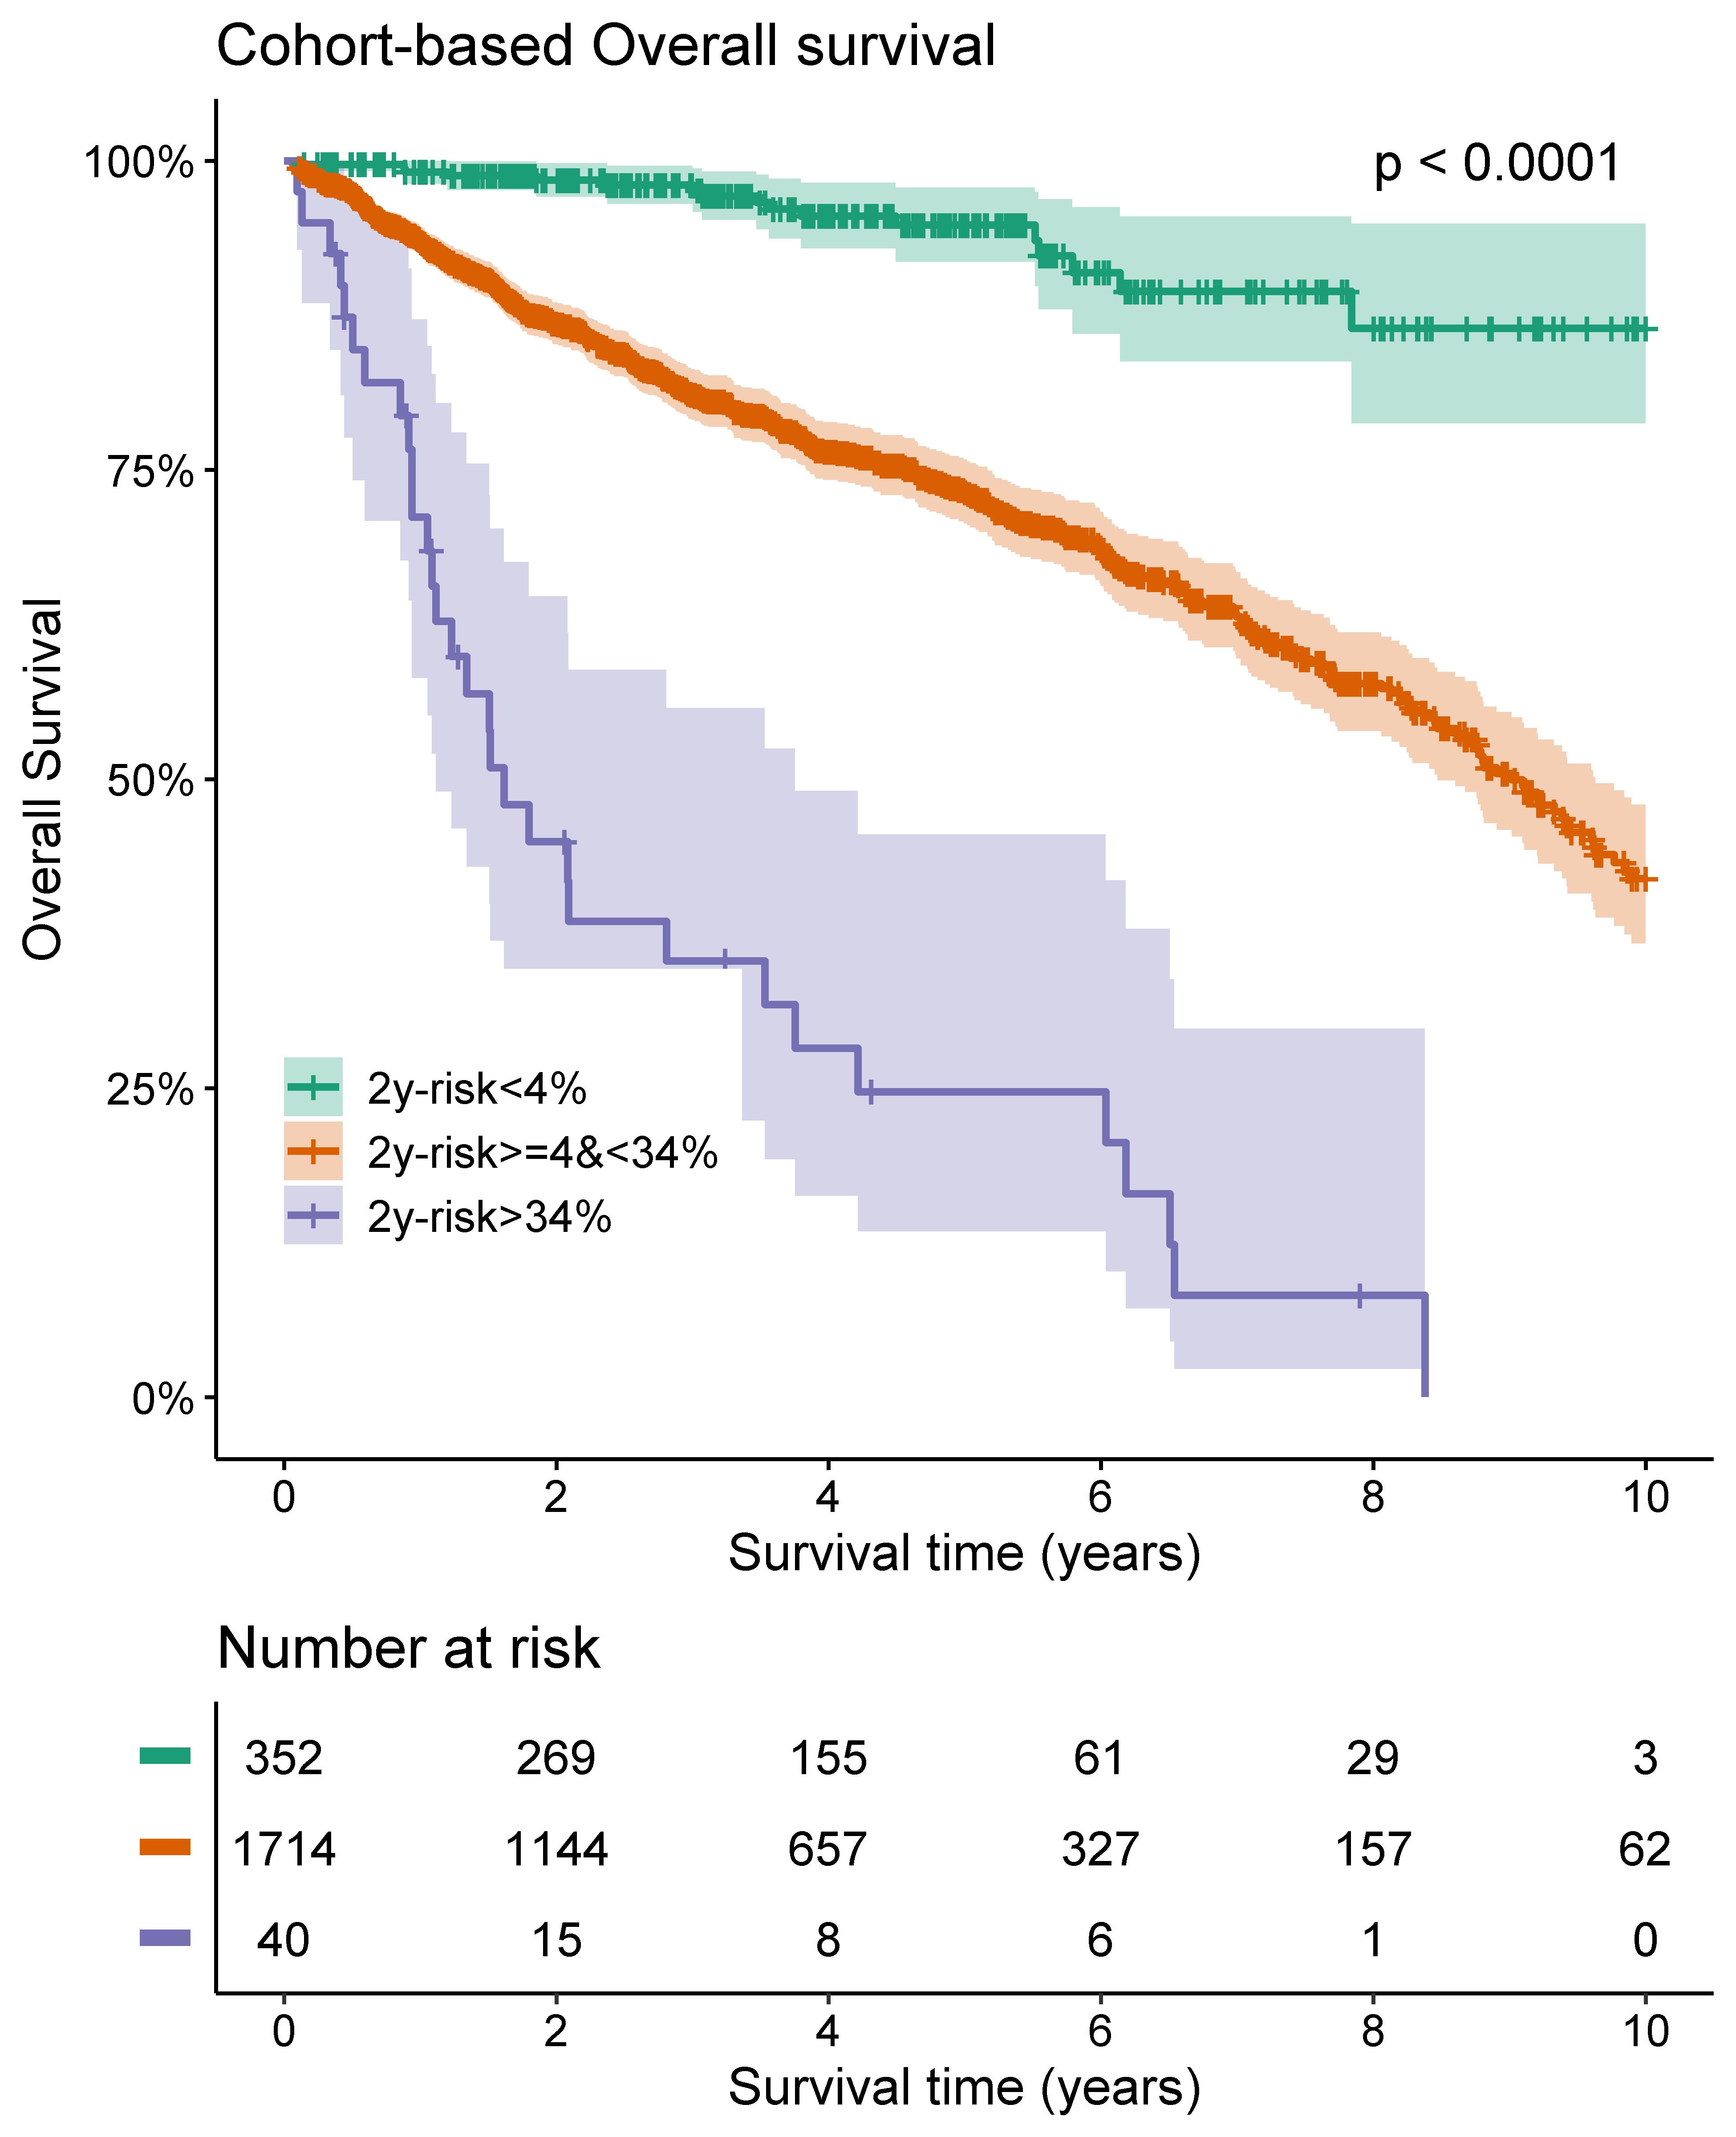 Cohort-based Overall survival
p < 0.0001
100%
75%
50%
25%
0%
Overall Survival
2y-risk<4%
2y-risk>=4&<34%
2y-risk>34%
0 2 4 6 8 10
Survival time (years)
Number at risk
352 269 155 61 29 3
1714 1144 657 327 157 62
40 15 8 6 1 0
0 2 4 6 8 10
Survival time (years)